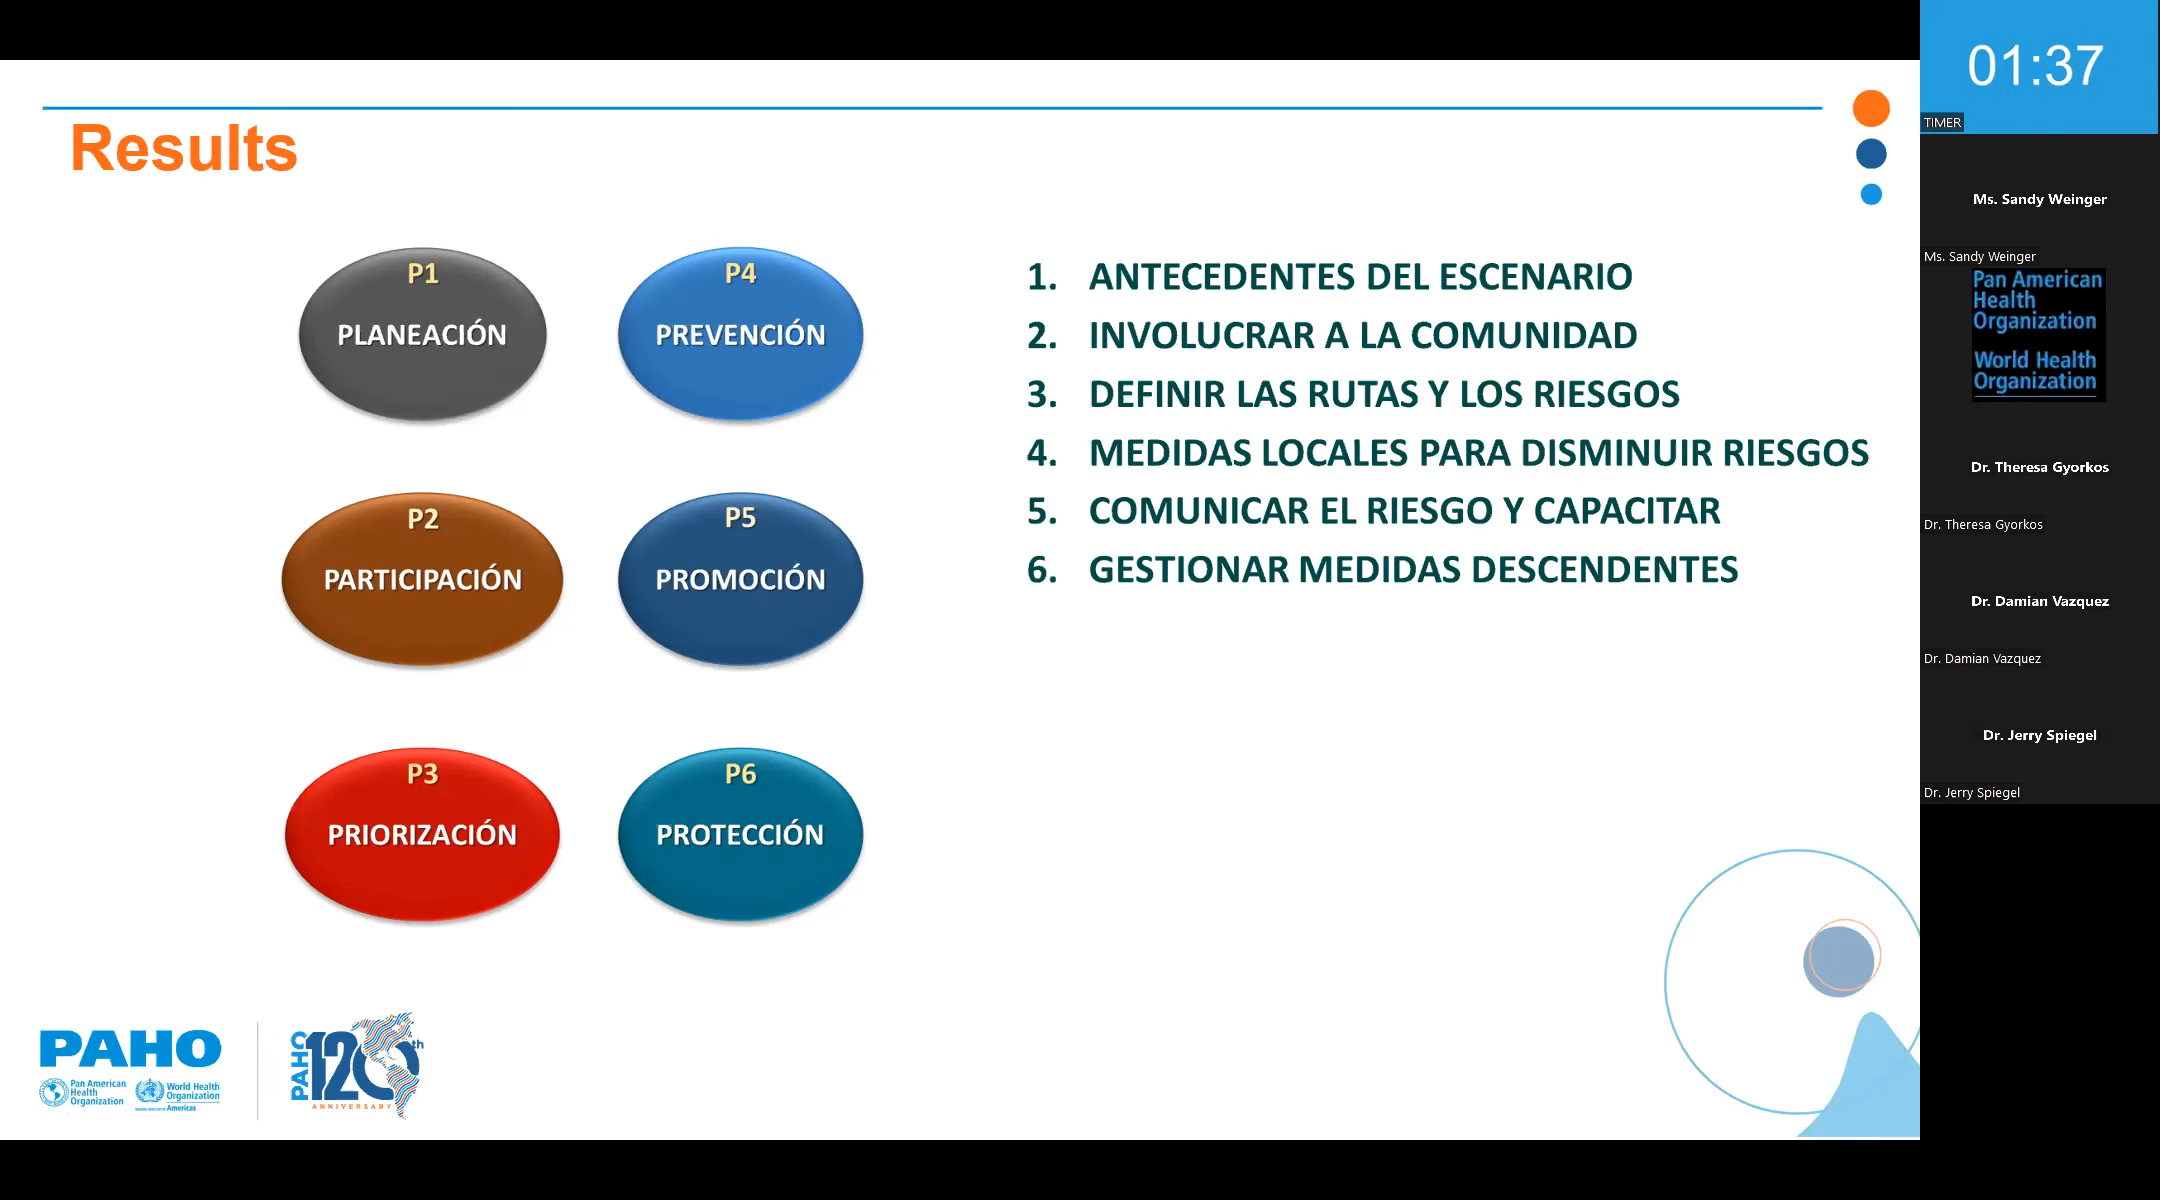 Results
P1
PLANEACIÓN
P4
PREVENCIÓN
P2
PARTICIPACIÓN
P5
PROMOCIÓN
P3
PRIORIZACIÓN
P6
PROTECCIÓN
1. ANTECEDENTES DEL ESCENARIO
2. INVOLUCRAR A LA COMUNIDAD
3. DEFINIR LAS RUTAS Y LOS RIESGOS
4. MEDIDAS LOCALES PARA DISMINUIR RIESGOS
5. COMUNICAR EL RIESGO Y CAPACITAR
6. GESTIONAR MEDIDAS DESCENDENTES
PAHO
Pan American
Health
Organization
World Health
Organization
Americas
PAHO
120th
ANNIVERSARY
01:37
TIMER
Ms. Sandy Weinger
Ms. Sandy Weinger
Pan American
Health
Organization
World Health
Organization
Dr. Theresa Gyorkos
Dr. Theresa Gyorkos
Dr. Damian Vazquez
Dr. Damian Vazquez
Dr. Jerry Spiegel
Dr. Jerry Spiegel